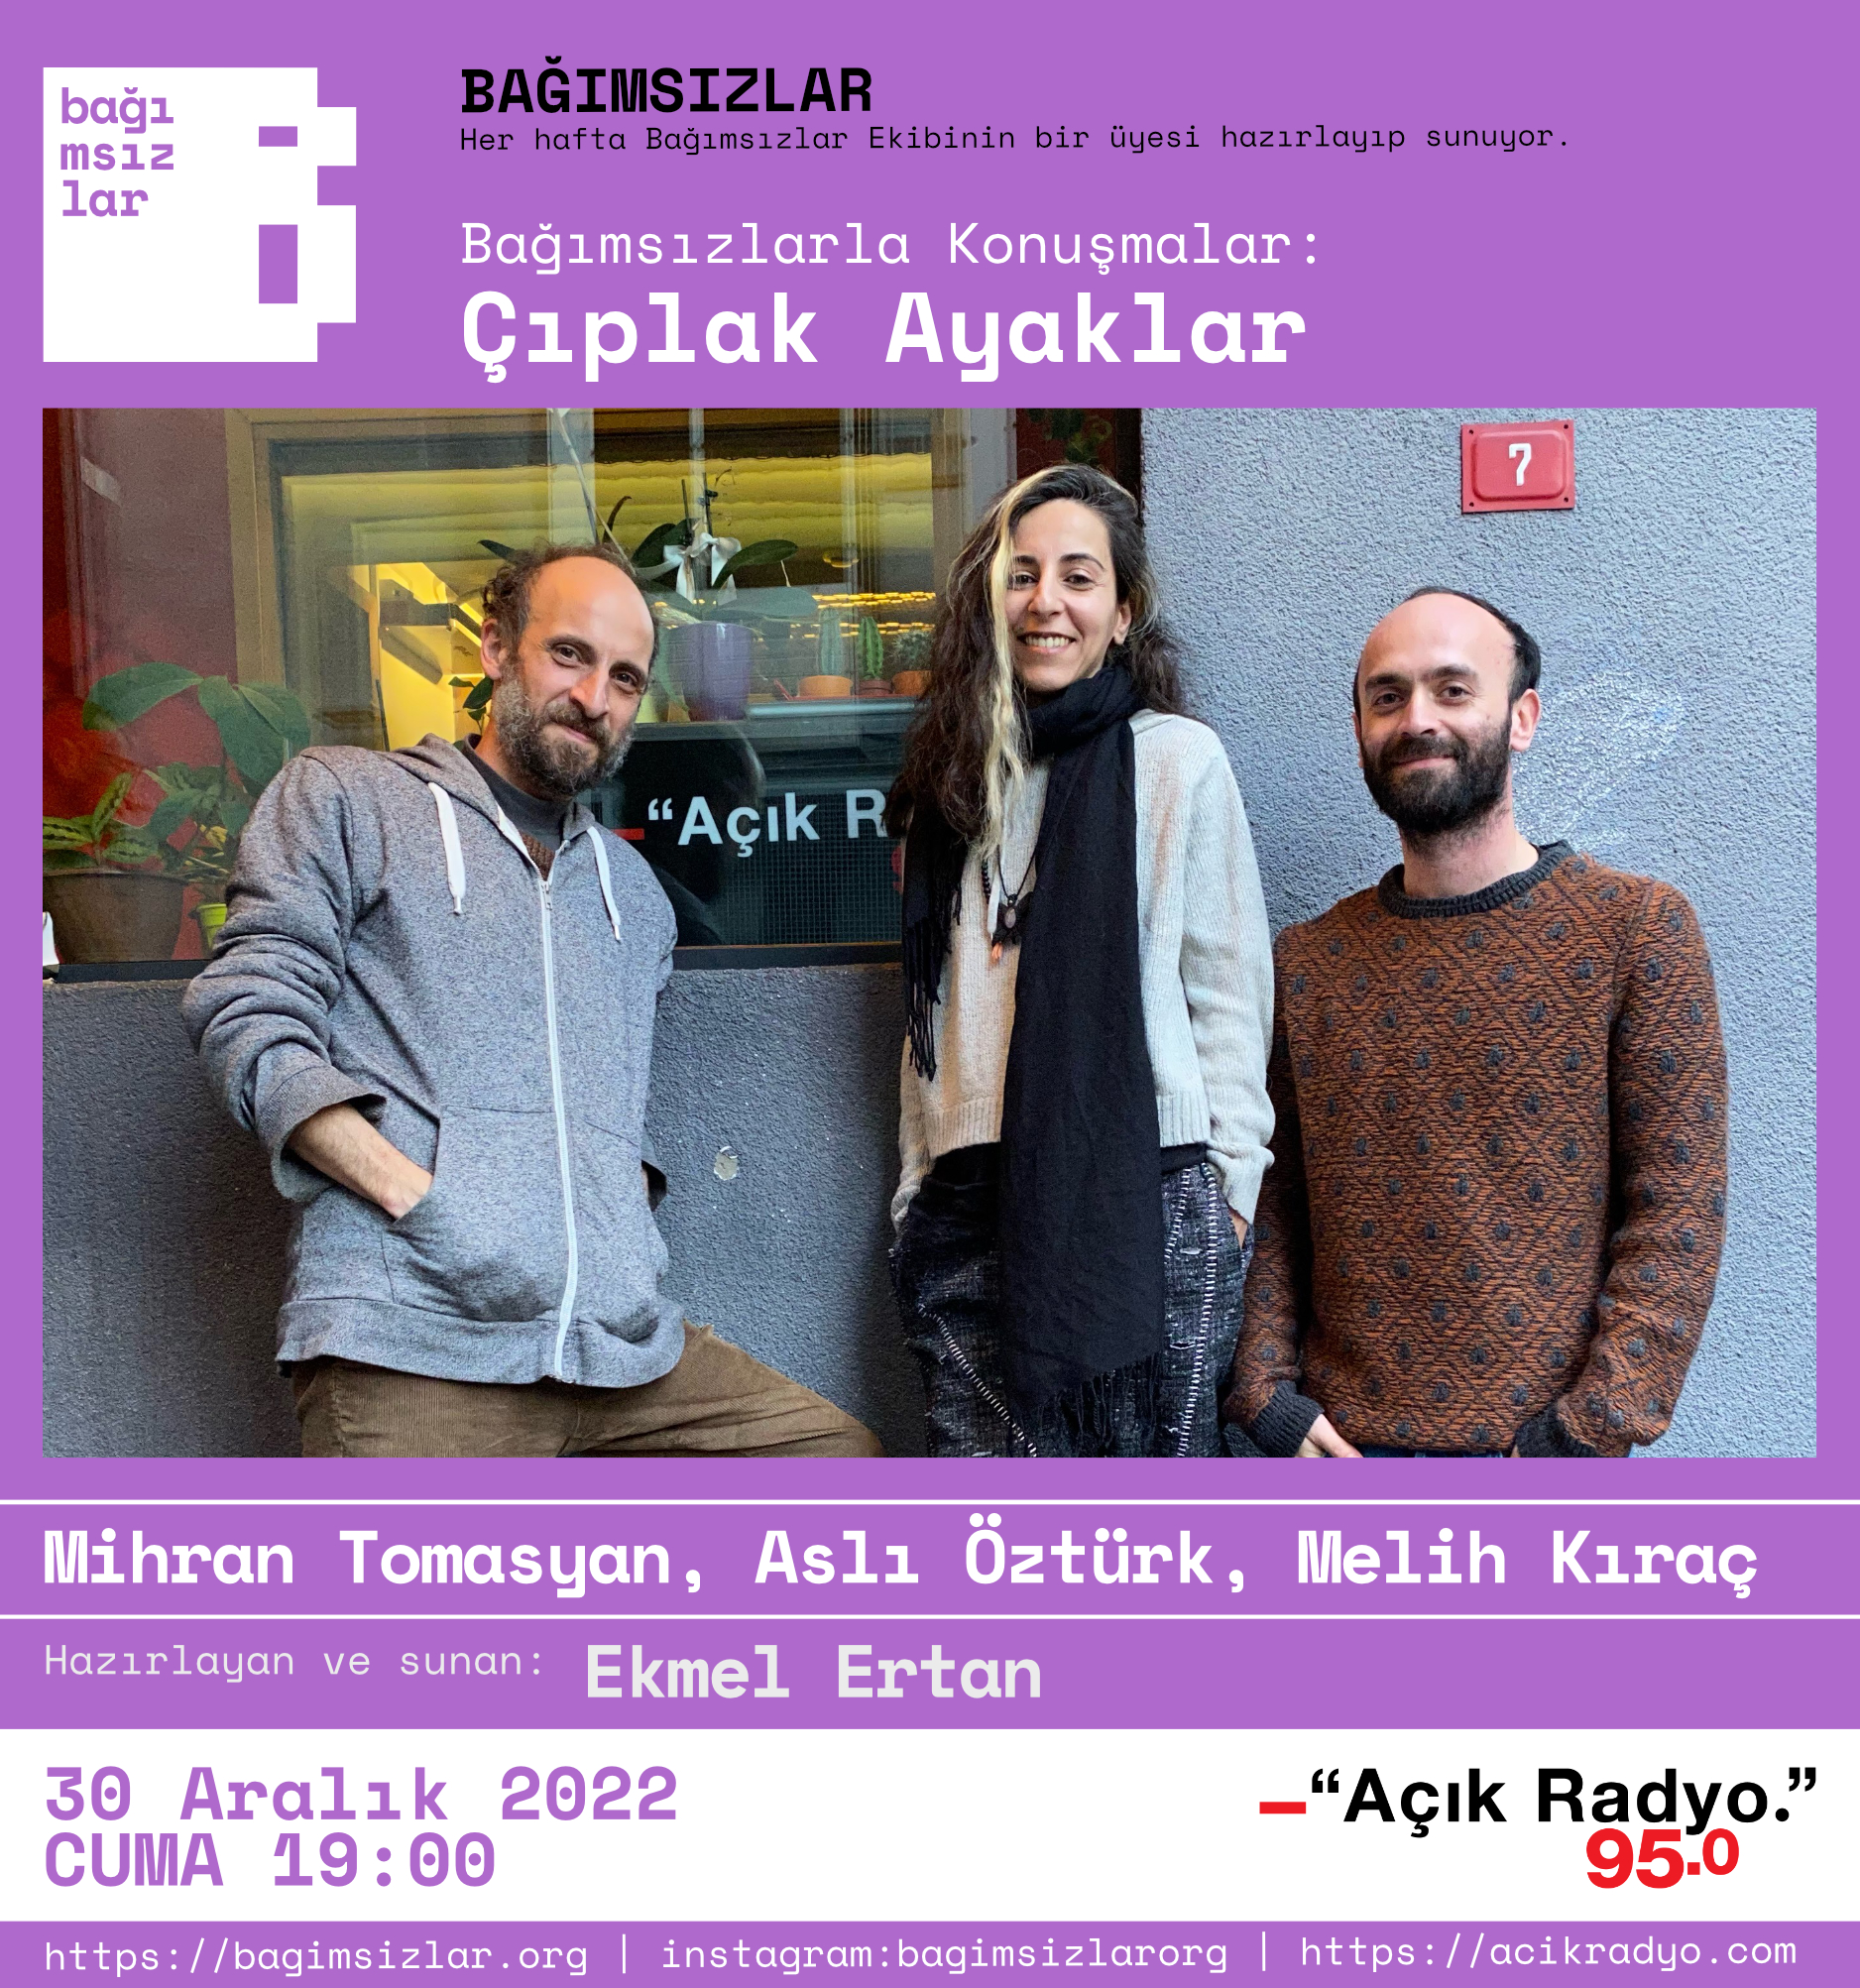 bağı
msız
lar
BAĞIMSIZLAR
Her hafta Bağımsızlar Ekibinin bir üyesi hazırlayıp sunuyor.
Bağımsızlarla Konuşmalar:
Çıplak Ayaklar
7
–“Açık R
Mihran Tomasyan, Aslı Öztürk, Melih Kıraç
Hazırlayan ve sunan: Ekmel Ertan
30 Aralık 2022
CUMA 19:00
–“Açık Radyo.”
95.0
https://bagimsizlar.org | instagram:bagimsizlarorg | https://acikradyo.com